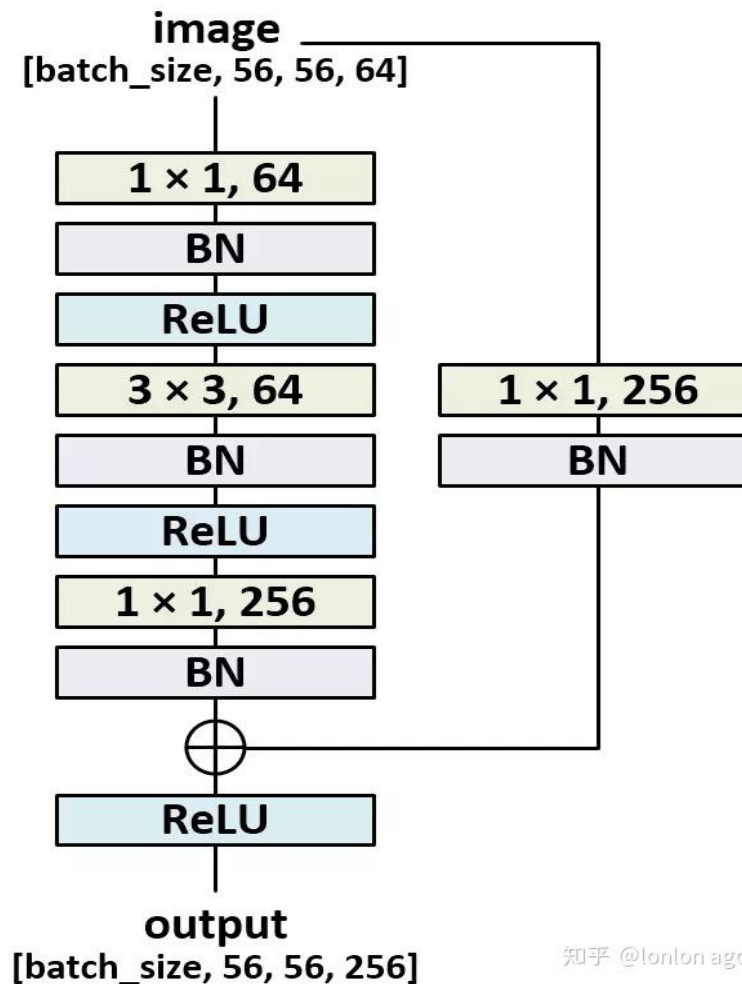 image
[batch_size, 56, 56, 64]
1 × 1, 64
BN
ReLU
3 × 3, 64
1 × 1, 256
BN
BN
ReLU
1 × 1, 256
BN
ReLU
output
[batch_size, 56, 56, 256]
知乎 @lonlon ago